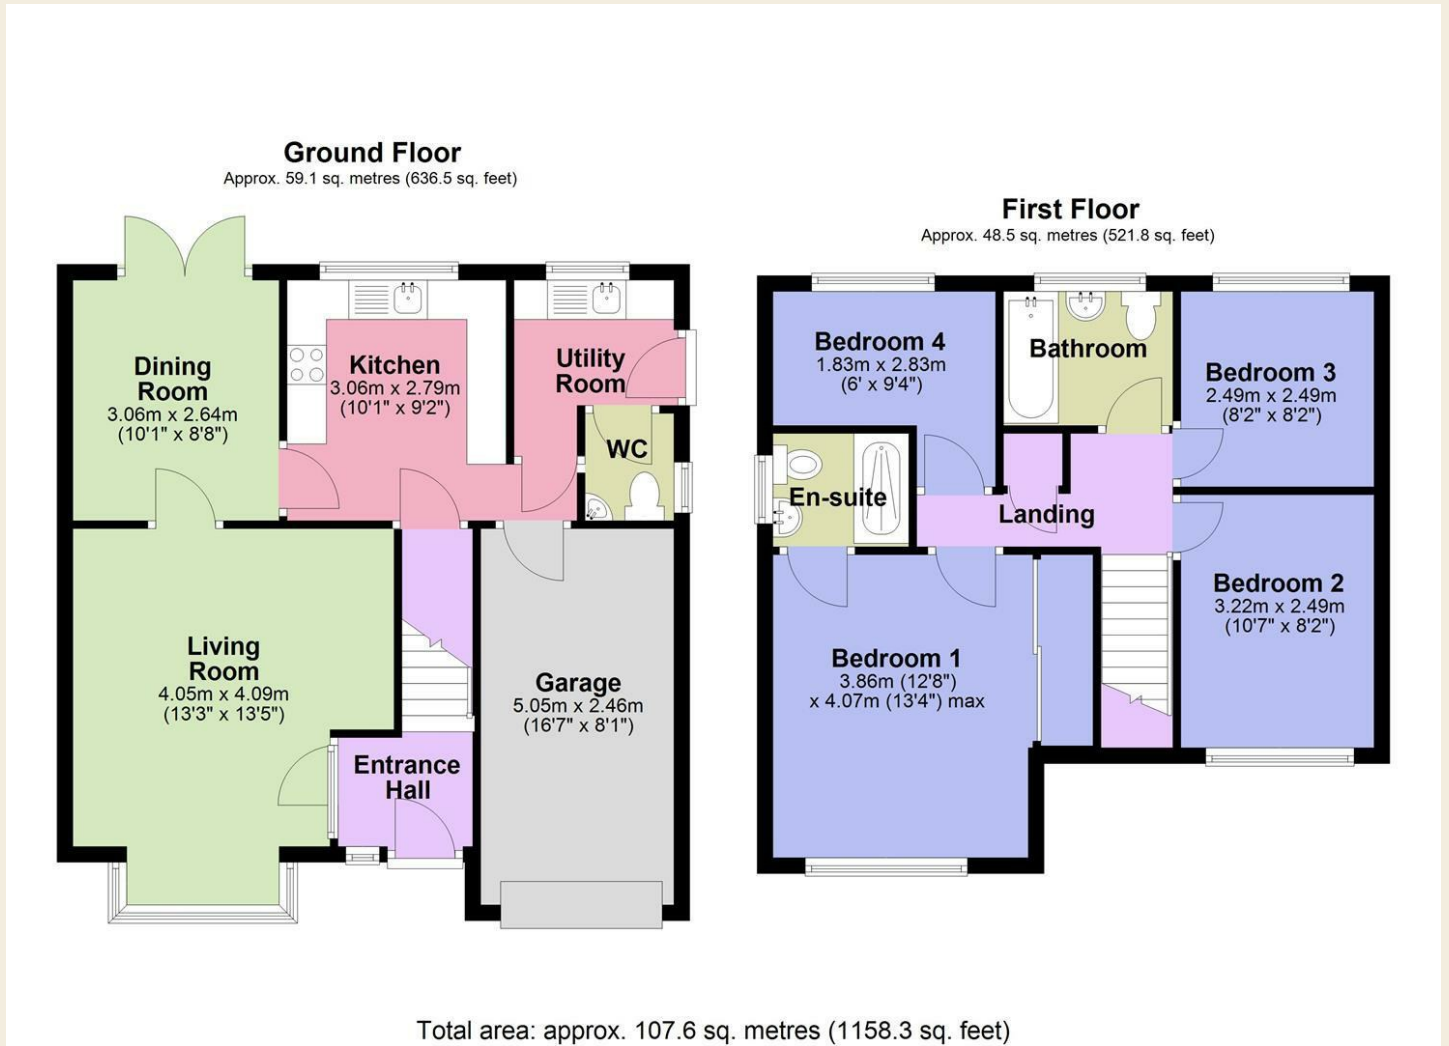 Ground Floor
Approx. 59.1 sq. metres (636.5 sq. feet)
Dining
Room
3.06m x 2.64m
(10'1" x 8'8")
Kitchen
3.06m x 2.79m
(10'1" x 9'2")
Utility
Room
WC
Living
Room
4.05m x 4.09m
(13'3" x 13'5")
Garage
5.05m x 2.46m
(16'7" x 8'1")
Entrance
Hall
First Floor
Approx. 48.5 sq. metres (521.8 sq. feet)
Bedroom 4
1.83m x 2.83m
(6' x 9'4")
Bathroom
Bedroom 3
2.49m x 2.49m
(8'2" x 8'2")
En-suite
Landing
Bedroom 2
3.22m x 2.49m
(10'7" x 8'2")
Bedroom 1
3.86m (12'8")
x 4.07m (13'4") max
Total area: approx. 107.6 sq. metres (1158.3 sq. feet)